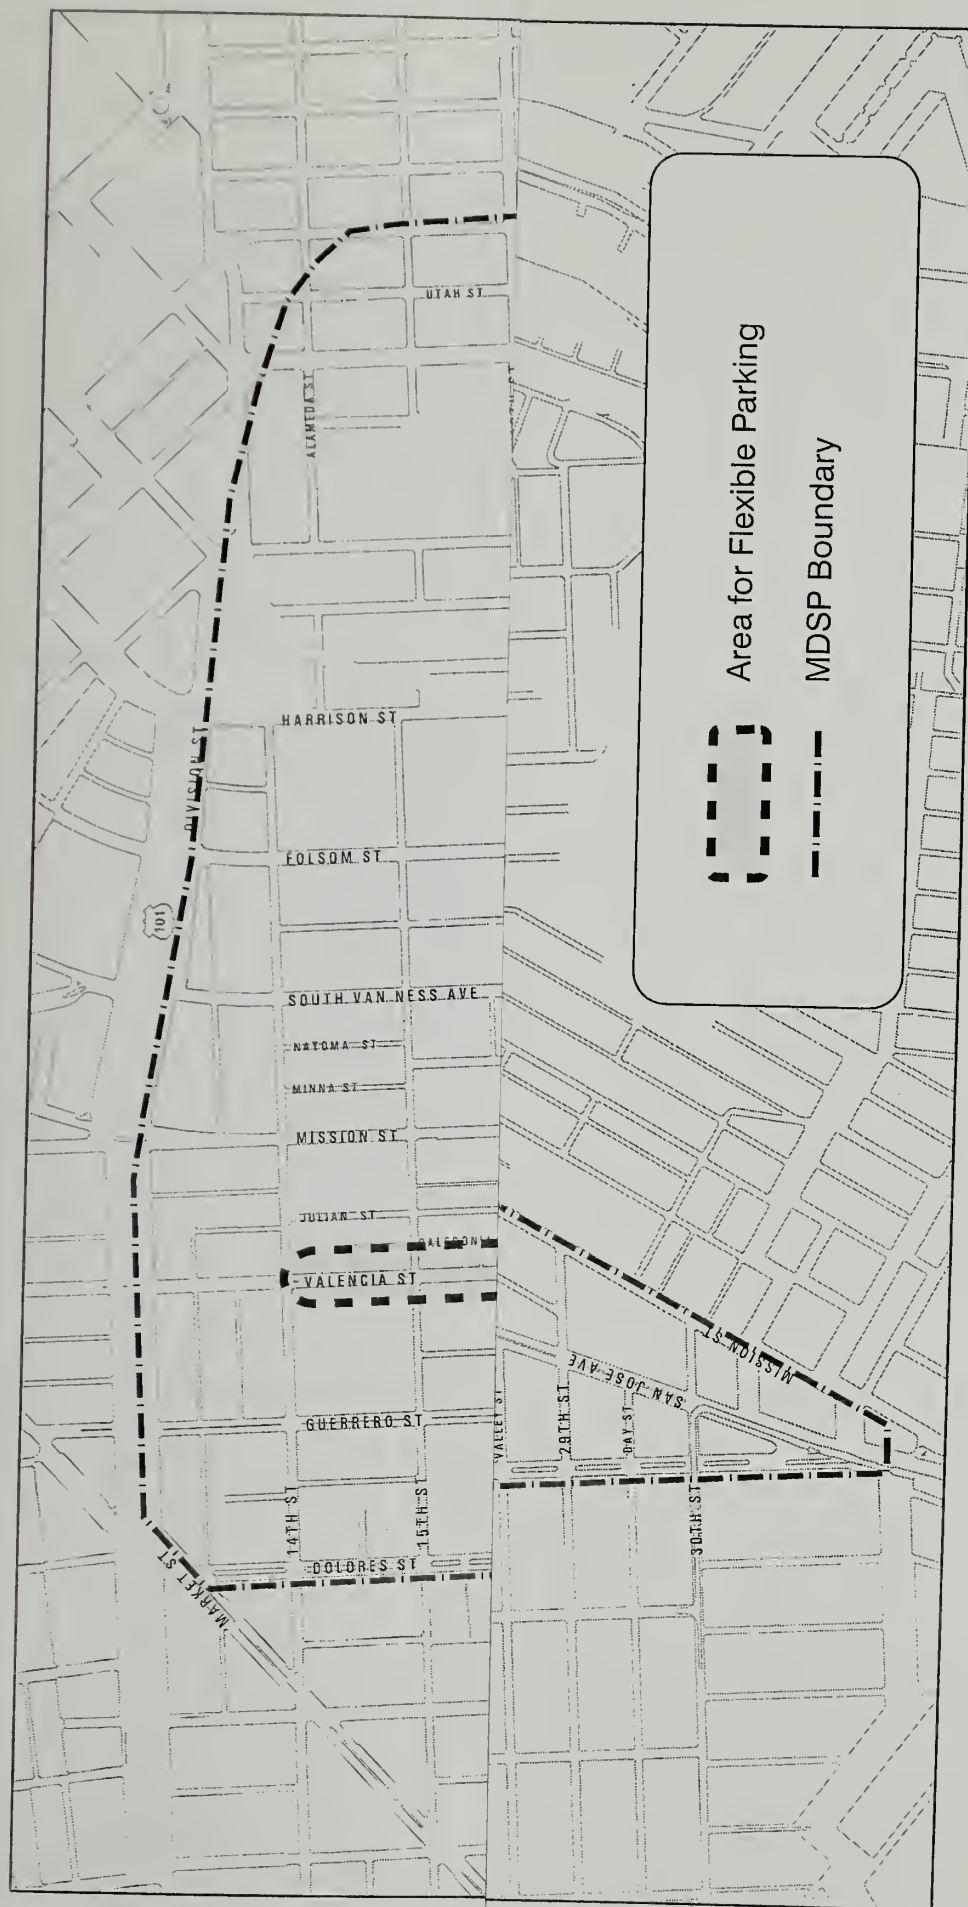 UTAH ST
ALAMEDA ST
HARRISON ST
DIVISION ST
FOLSOM ST
101
SOUTH VAN NESS AVE
NATOMA ST
MINNA ST
MISSION ST
JULIAN ST
CALEDONIA
VALENCIA ST
GUERRERO ST
14TH ST
15TH S
DOLORES ST
MARKET ST
VALLEY ST
29TH ST
DAY ST
30TH ST
SAN JOSE AVE
MISSION ST
Area for Flexible Parking
MDSP Boundary